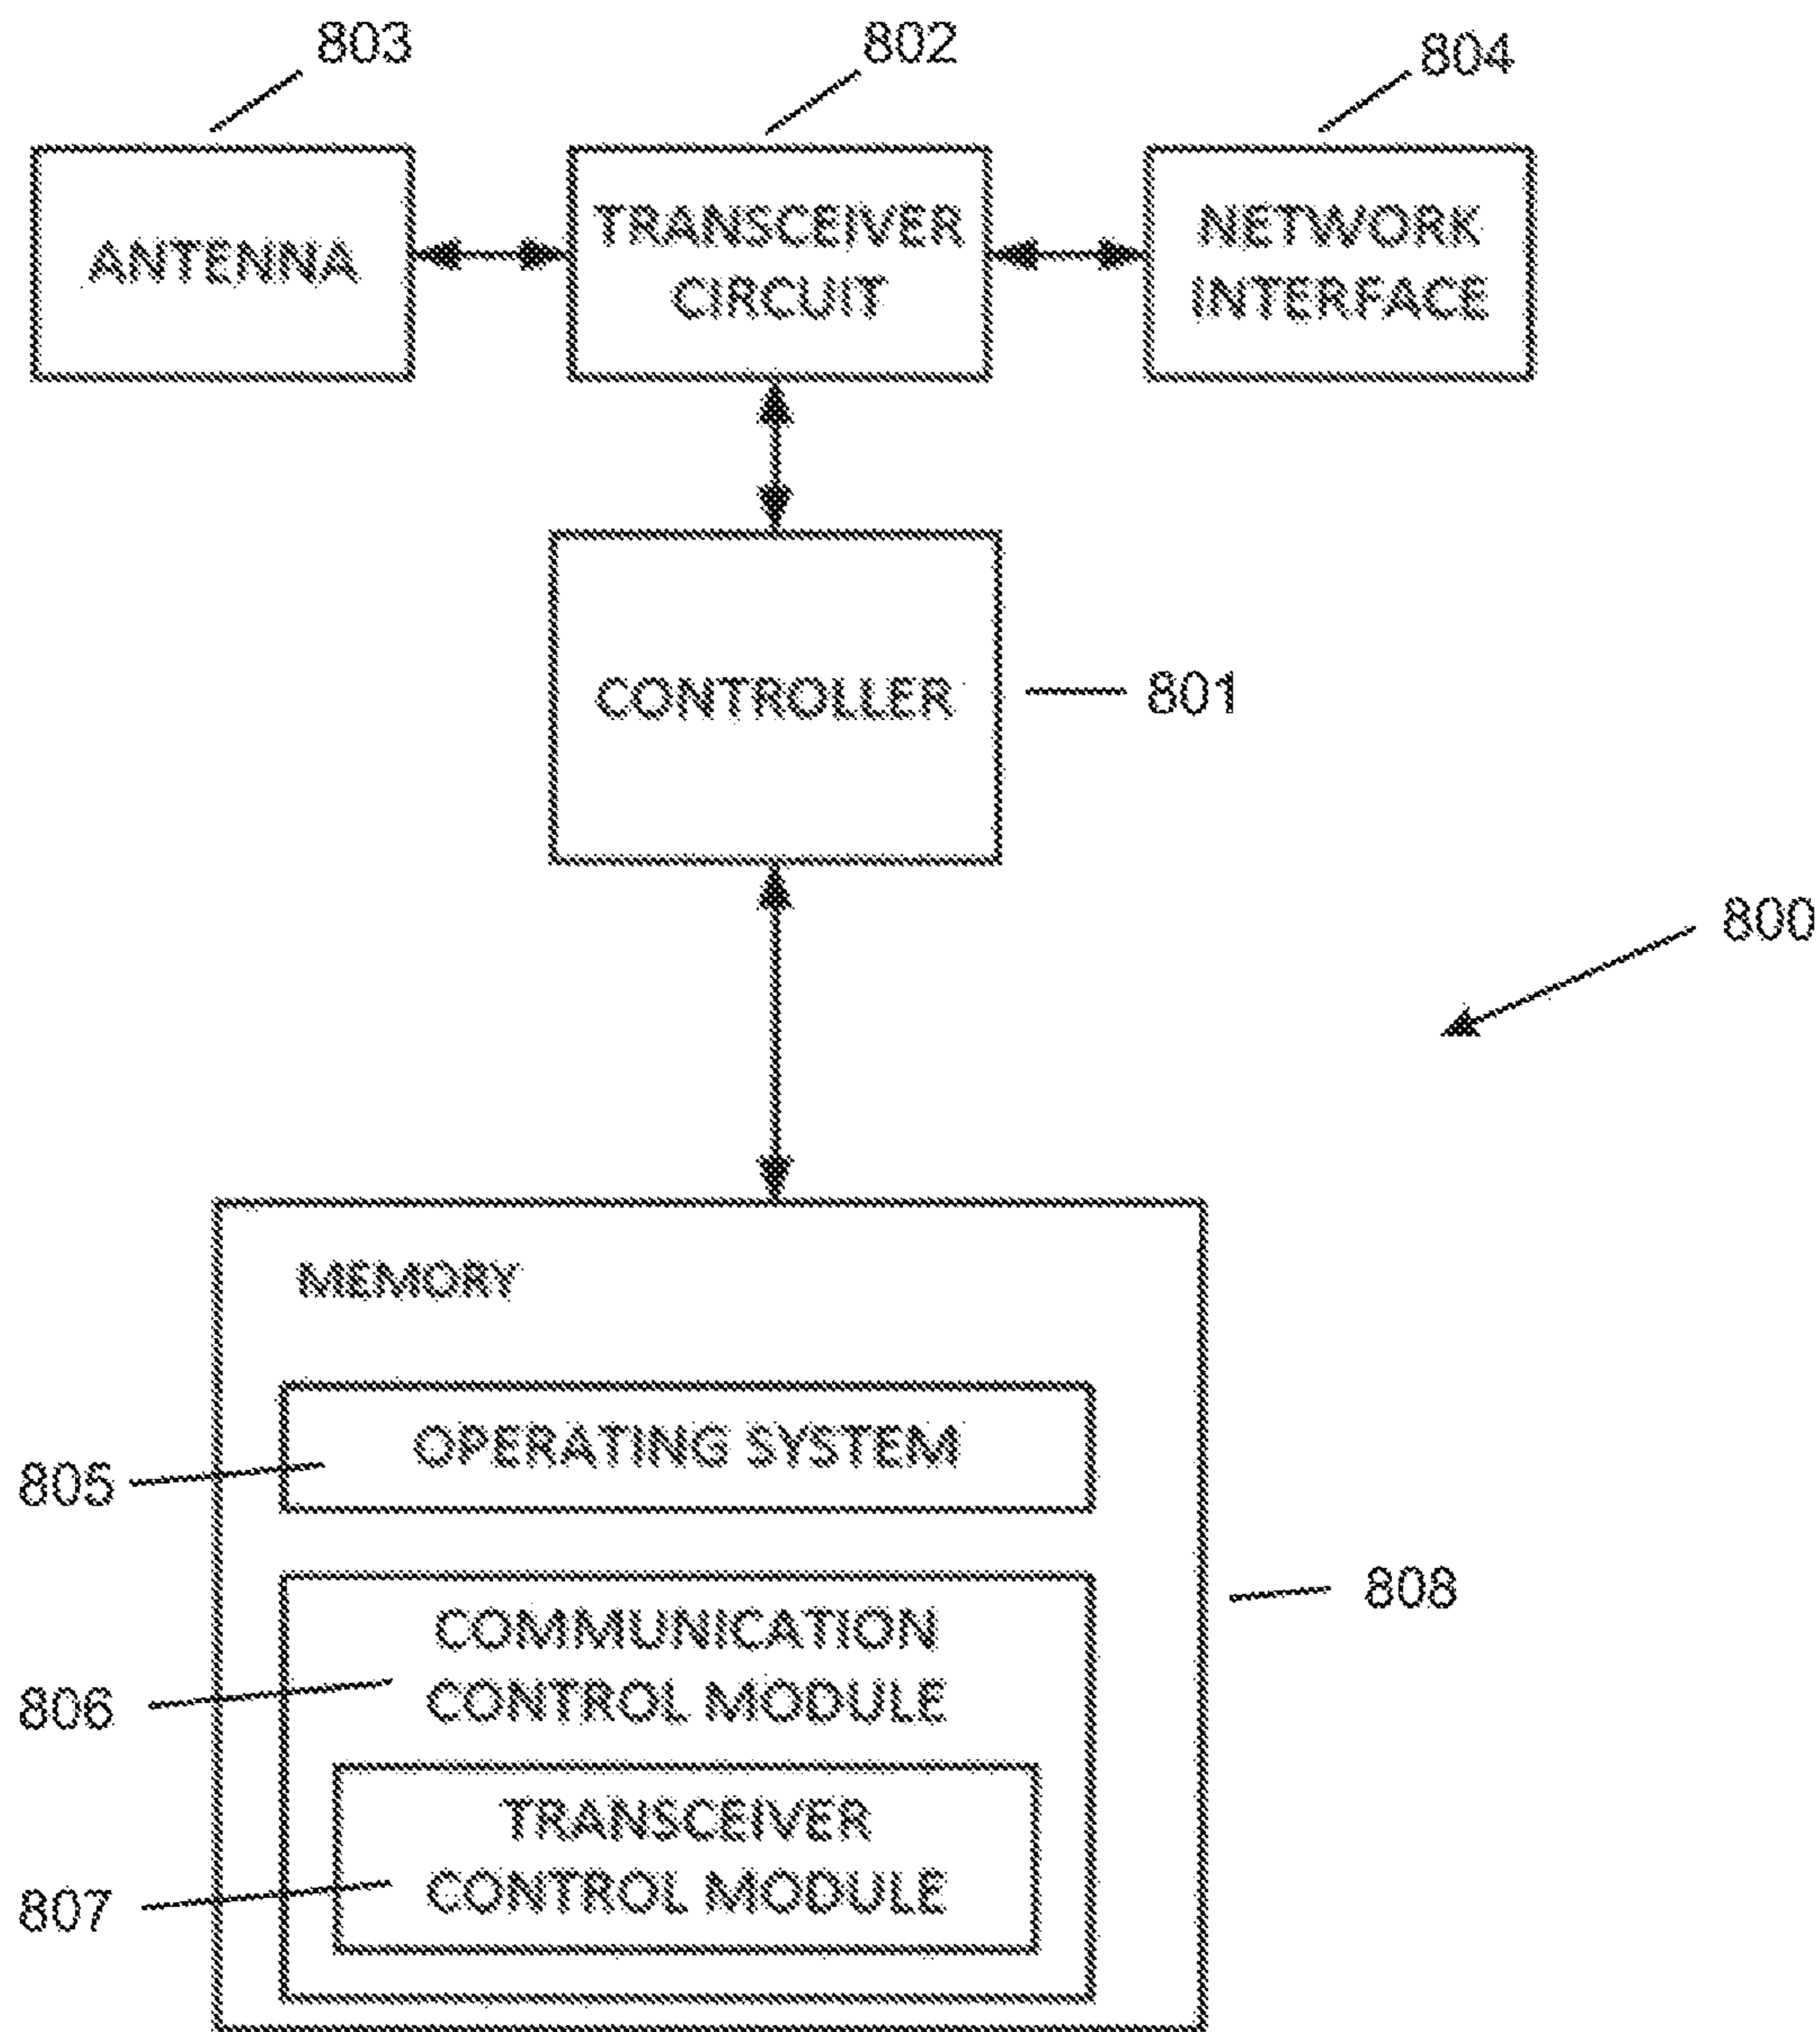 803
802
804
ANTENNA
TRANSCEIVER
CIRCUIT
NETWORK
INTERFACE
CONTROLLER
801
800
MEMORY
OPERATING SYSTEM
805
COMMUNICATION
CONTROL MODULE
806
808
TRANSCEIVER
CONTROL MODULE
807